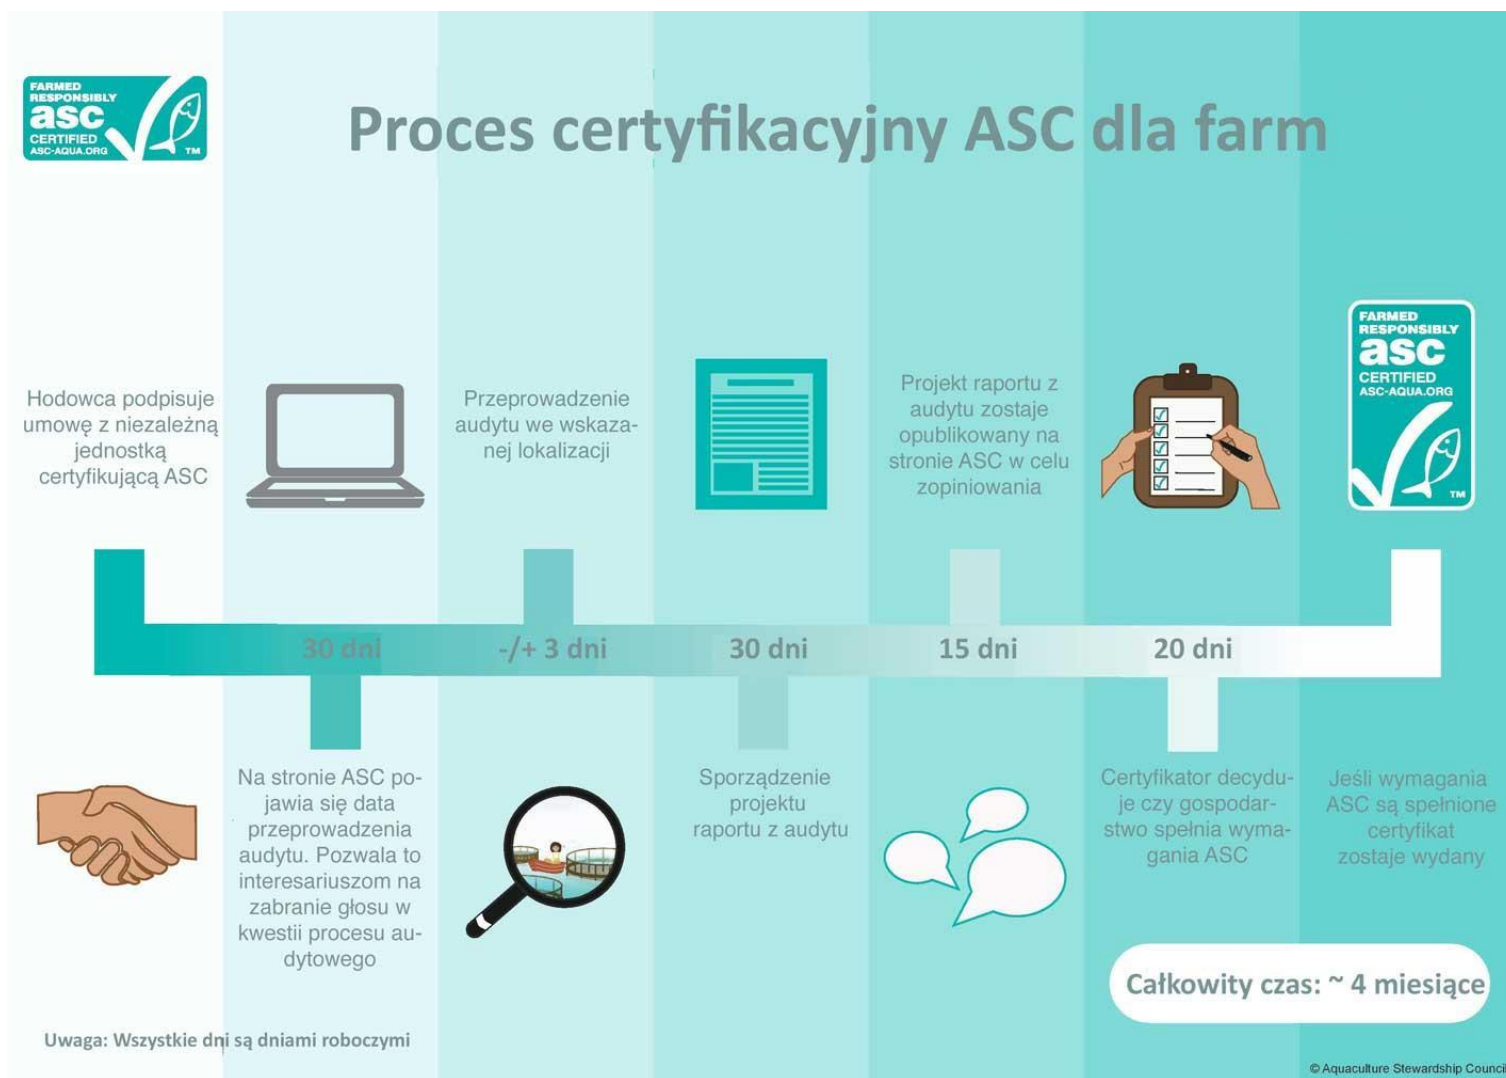 FARMED
RESPONSIBLY
asc
CERTIFIED
ASC-AQUA.ORG
TM
Proces certyfikacyjny ASC dla farm
Hodowca podpisuje
umowę z niezależną
jednostką
certyfikującą ASC
Przeprowadzenie
audytu we wskaza-
nej lokalizacji
Projekt raportu z
audytu zostaje
opublikowany na
stronie ASC w celu
zopiniowania
FARMED
RESPONSIBLY
asc
CERTIFIED
ASC-AQUA.ORG
TM
30 dni
-/+ 3 dni
30 dni
15 dni
20 dni
Na stronie ASC po-
jawia się data
przeprowadzenia
audytu. Pozwala to
interesariuszom na
zabranie głosu w
kwestii procesu au-
dytowego
Sporządzenie
projektu
raportu z audytu
Certyfikator decydu-
je czy gospodar-
stwo spełnia wyma-
gania ASC
Jeśli wymagania
ASC są spełnione
certyfikat
zostaje wydany
Całkowity czas: ~ 4 miesiące
Uwaga: Wszystkie dni są dniami roboczymi
© Aquaculture Stewardship Council